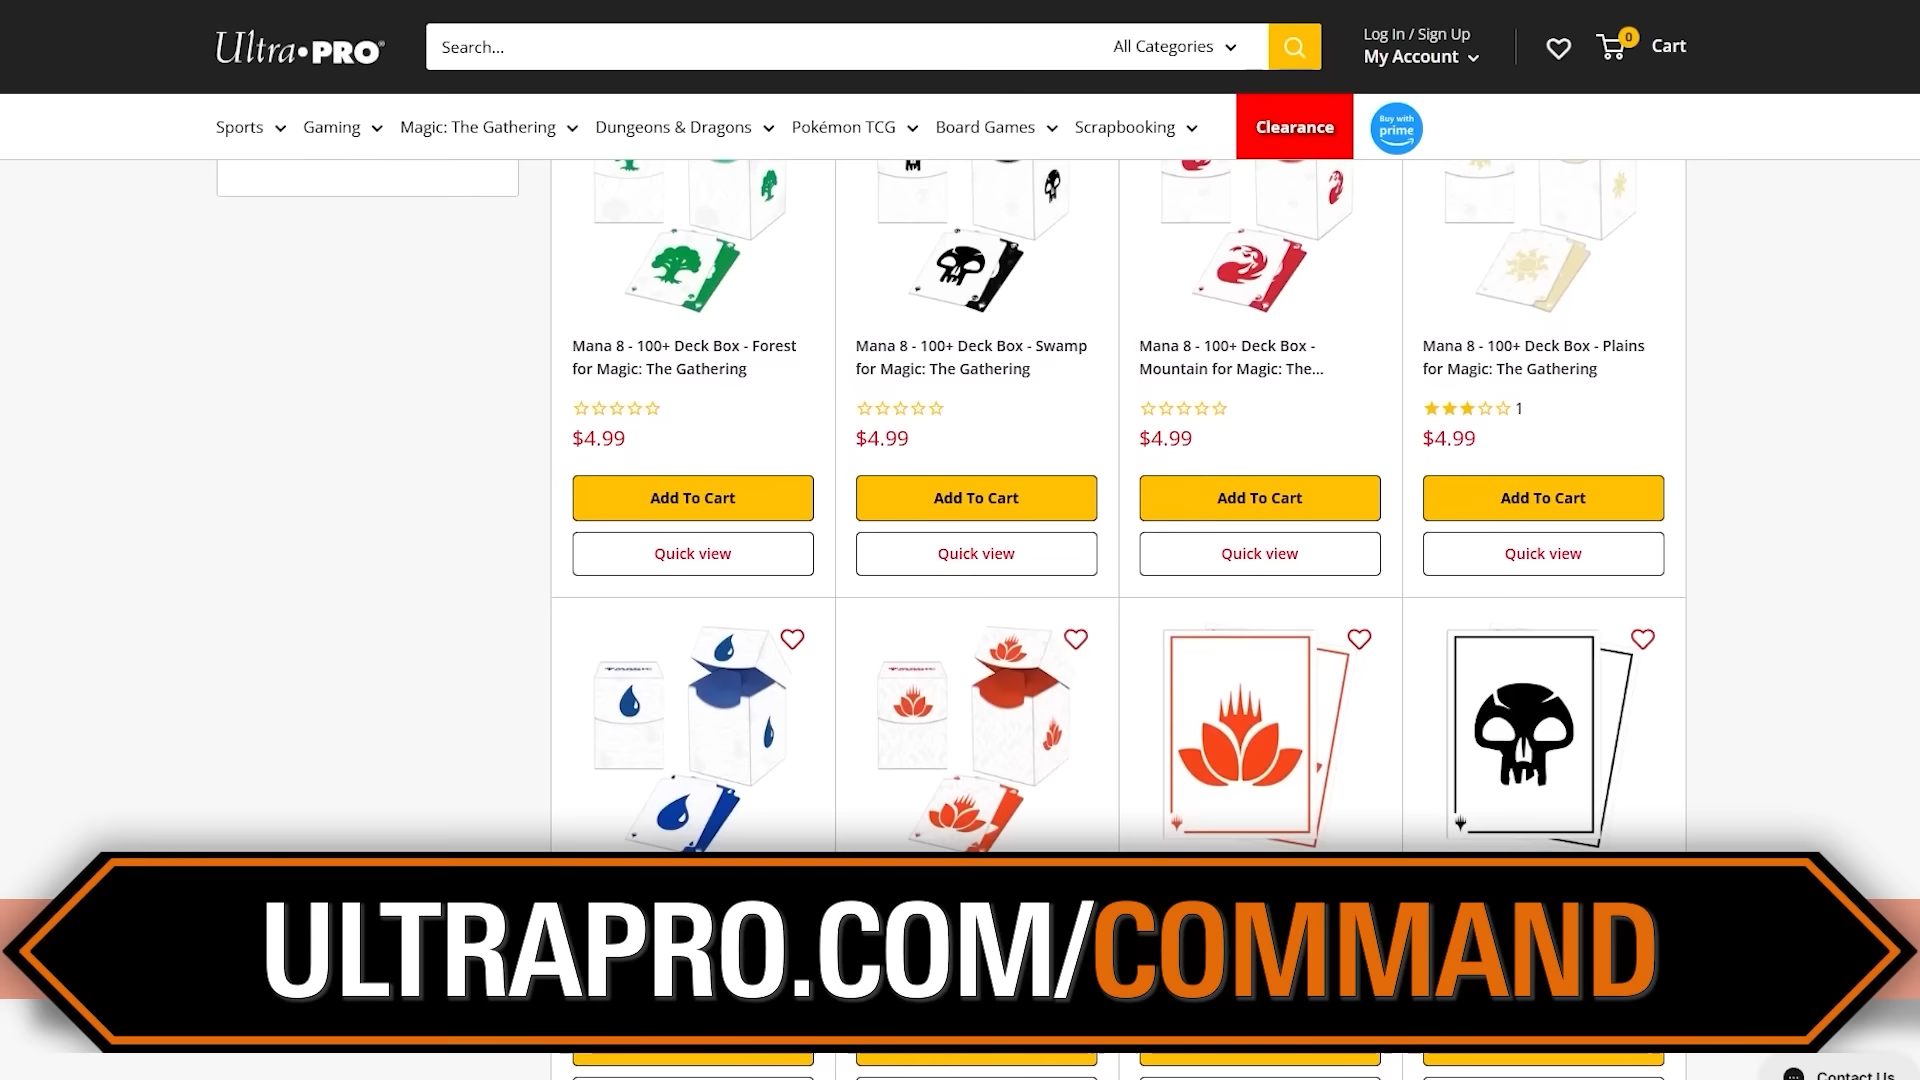 Ultra•PRO®
Search...
All Categories
Log In / Sign Up
My Account
0
Cart
Sports
Gaming
Magic: The Gathering
Dungeons & Dragons
Pokémon TCG
Board Games
Scrapbooking
Clearance
Buy with
prime
Mana 8 - 100+ Deck Box - Forest
for Magic: The Gathering
$4.99
Add To Cart
Quick view
Mana 8 - 100+ Deck Box - Swamp
for Magic: The Gathering
$4.99
Add To Cart
Quick view
Mana 8 - 100+ Deck Box -
Mountain for Magic: The...
$4.99
Add To Cart
Quick view
Mana 8 - 100+ Deck Box - Plains
for Magic: The Gathering
1
$4.99
Add To Cart
Quick view
ULTRAPRO.COM/COMMAND
Contact Us